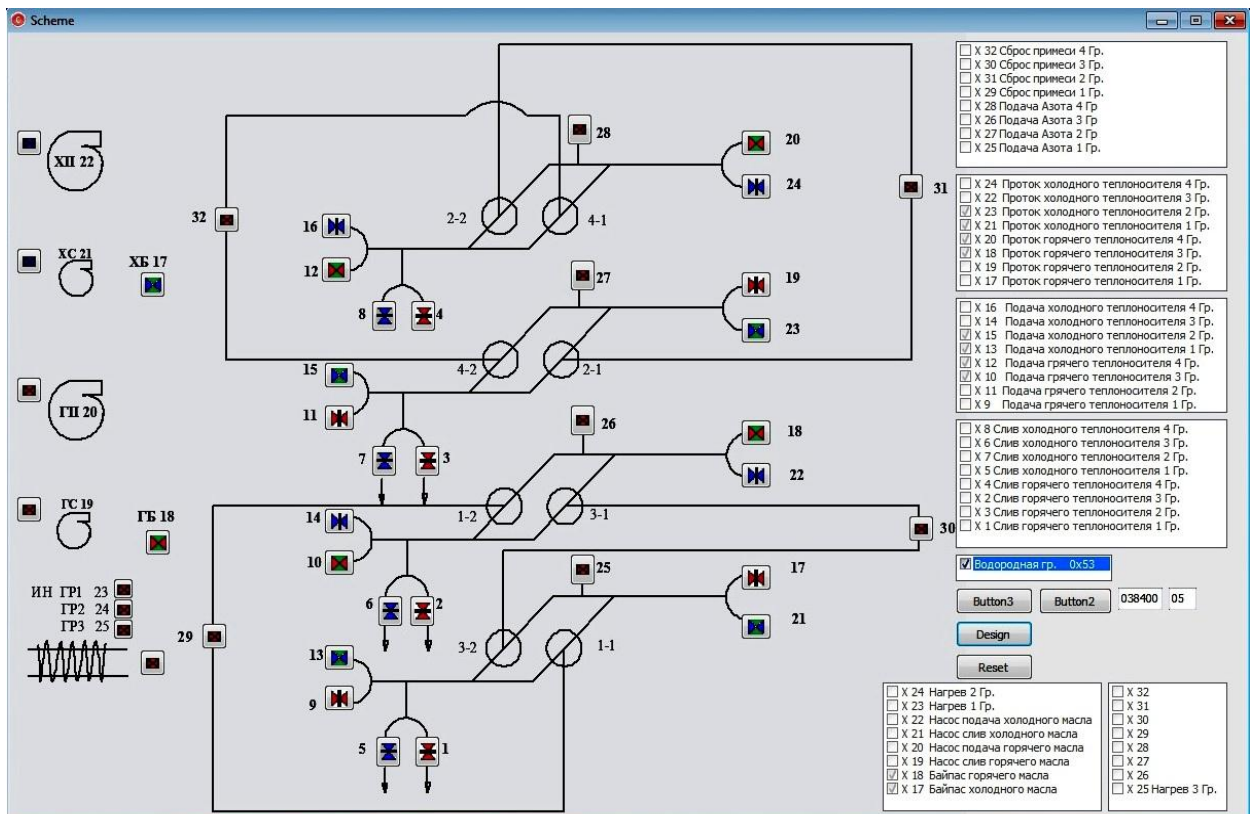 Scheme
ХП 22
ХС 21
ХБ 17
ГП 20
ГС 19
ГБ 18
ИН ГР1 23
ГР2 24
ГР3 25
32
16
12
8
4
2-2
4-1
28
20
24
31
15
11
7
3
4-2
2-1
27
19
23
14
10
6
2
1-2
3-1
26
18
22
30
29
13
9
5
1
3-2
1-1
25
17
21
X 32 Сброс примеси 4 Гр.
X 30 Сброс примеси 3 Гр.
X 31 Сброс примеси 2 Гр.
X 29 Сброс примеси 1 Гр.
X 28 Подача Азота 4 Гр
X 26 Подача Азота 3 Гр
X 27 Подача Азота 2 Гр
X 25 Подача Азота 1 Гр.
X 24 Проток холодного теплоносителя 4 Гр.
X 22 Проток холодного теплоносителя 3 Гр.
X 23 Проток холодного теплоносителя 2 Гр.
X 21 Проток холодного теплоносителя 1 Гр.
X 20 Проток горячего теплоносителя 4 Гр.
X 18 Проток горячего теплоносителя 3 Гр.
X 19 Проток горячего теплоносителя 2 Гр.
X 17 Проток горячего теплоносителя 1 Гр.
X 16 Подача холодного теплоносителя 4 Гр.
X 14 Подача холодного теплоносителя 3 Гр.
X 15 Подача холодного теплоносителя 2 Гр.
X 13 Подача холодного теплоносителя 1 Гр.
X 12 Подача грячего теплоносителя 4 Гр.
X 10 Подача грячего теплоносителя 3 Гр.
X 11 Подача грячего теплоносителя 2 Гр.
X 9 Подача грячего теплоносителя 1 Гр.
X 8 Слив холодного теплоносителя 4 Гр.
X 6 Слив холодного теплоносителя 3 Гр.
X 7 Слив холодного теплоносителя 2 Гр.
X 5 Слив холодного теплоносителя 1 Гр.
X 4 Слив горячего теплоносителя 4 Гр.
X 2 Слив горячего теплоносителя 3 Гр.
X 3 Слив горячего теплоносителя 2 Гр.
X 1 Слив горячего теплоносителя 1 Гр.
Водородная гр. 0x53
Button3 Button2 038400 05
Design
Reset
X 24 Нагрев 2 Гр.
X 23 Нагрев 1 Гр.
X 22 Насос подача холодного масла
X 21 Насос слив холодного масла
X 20 Насос подача горячего масла
X 19 Насос слив горячего масла
X 18 Байпас горячего масла
X 17 Байпас холодного масла
X 32
X 31
X 30
X 29
X 28
X 27
X 26
X 25 Нагрев 3 Гр.